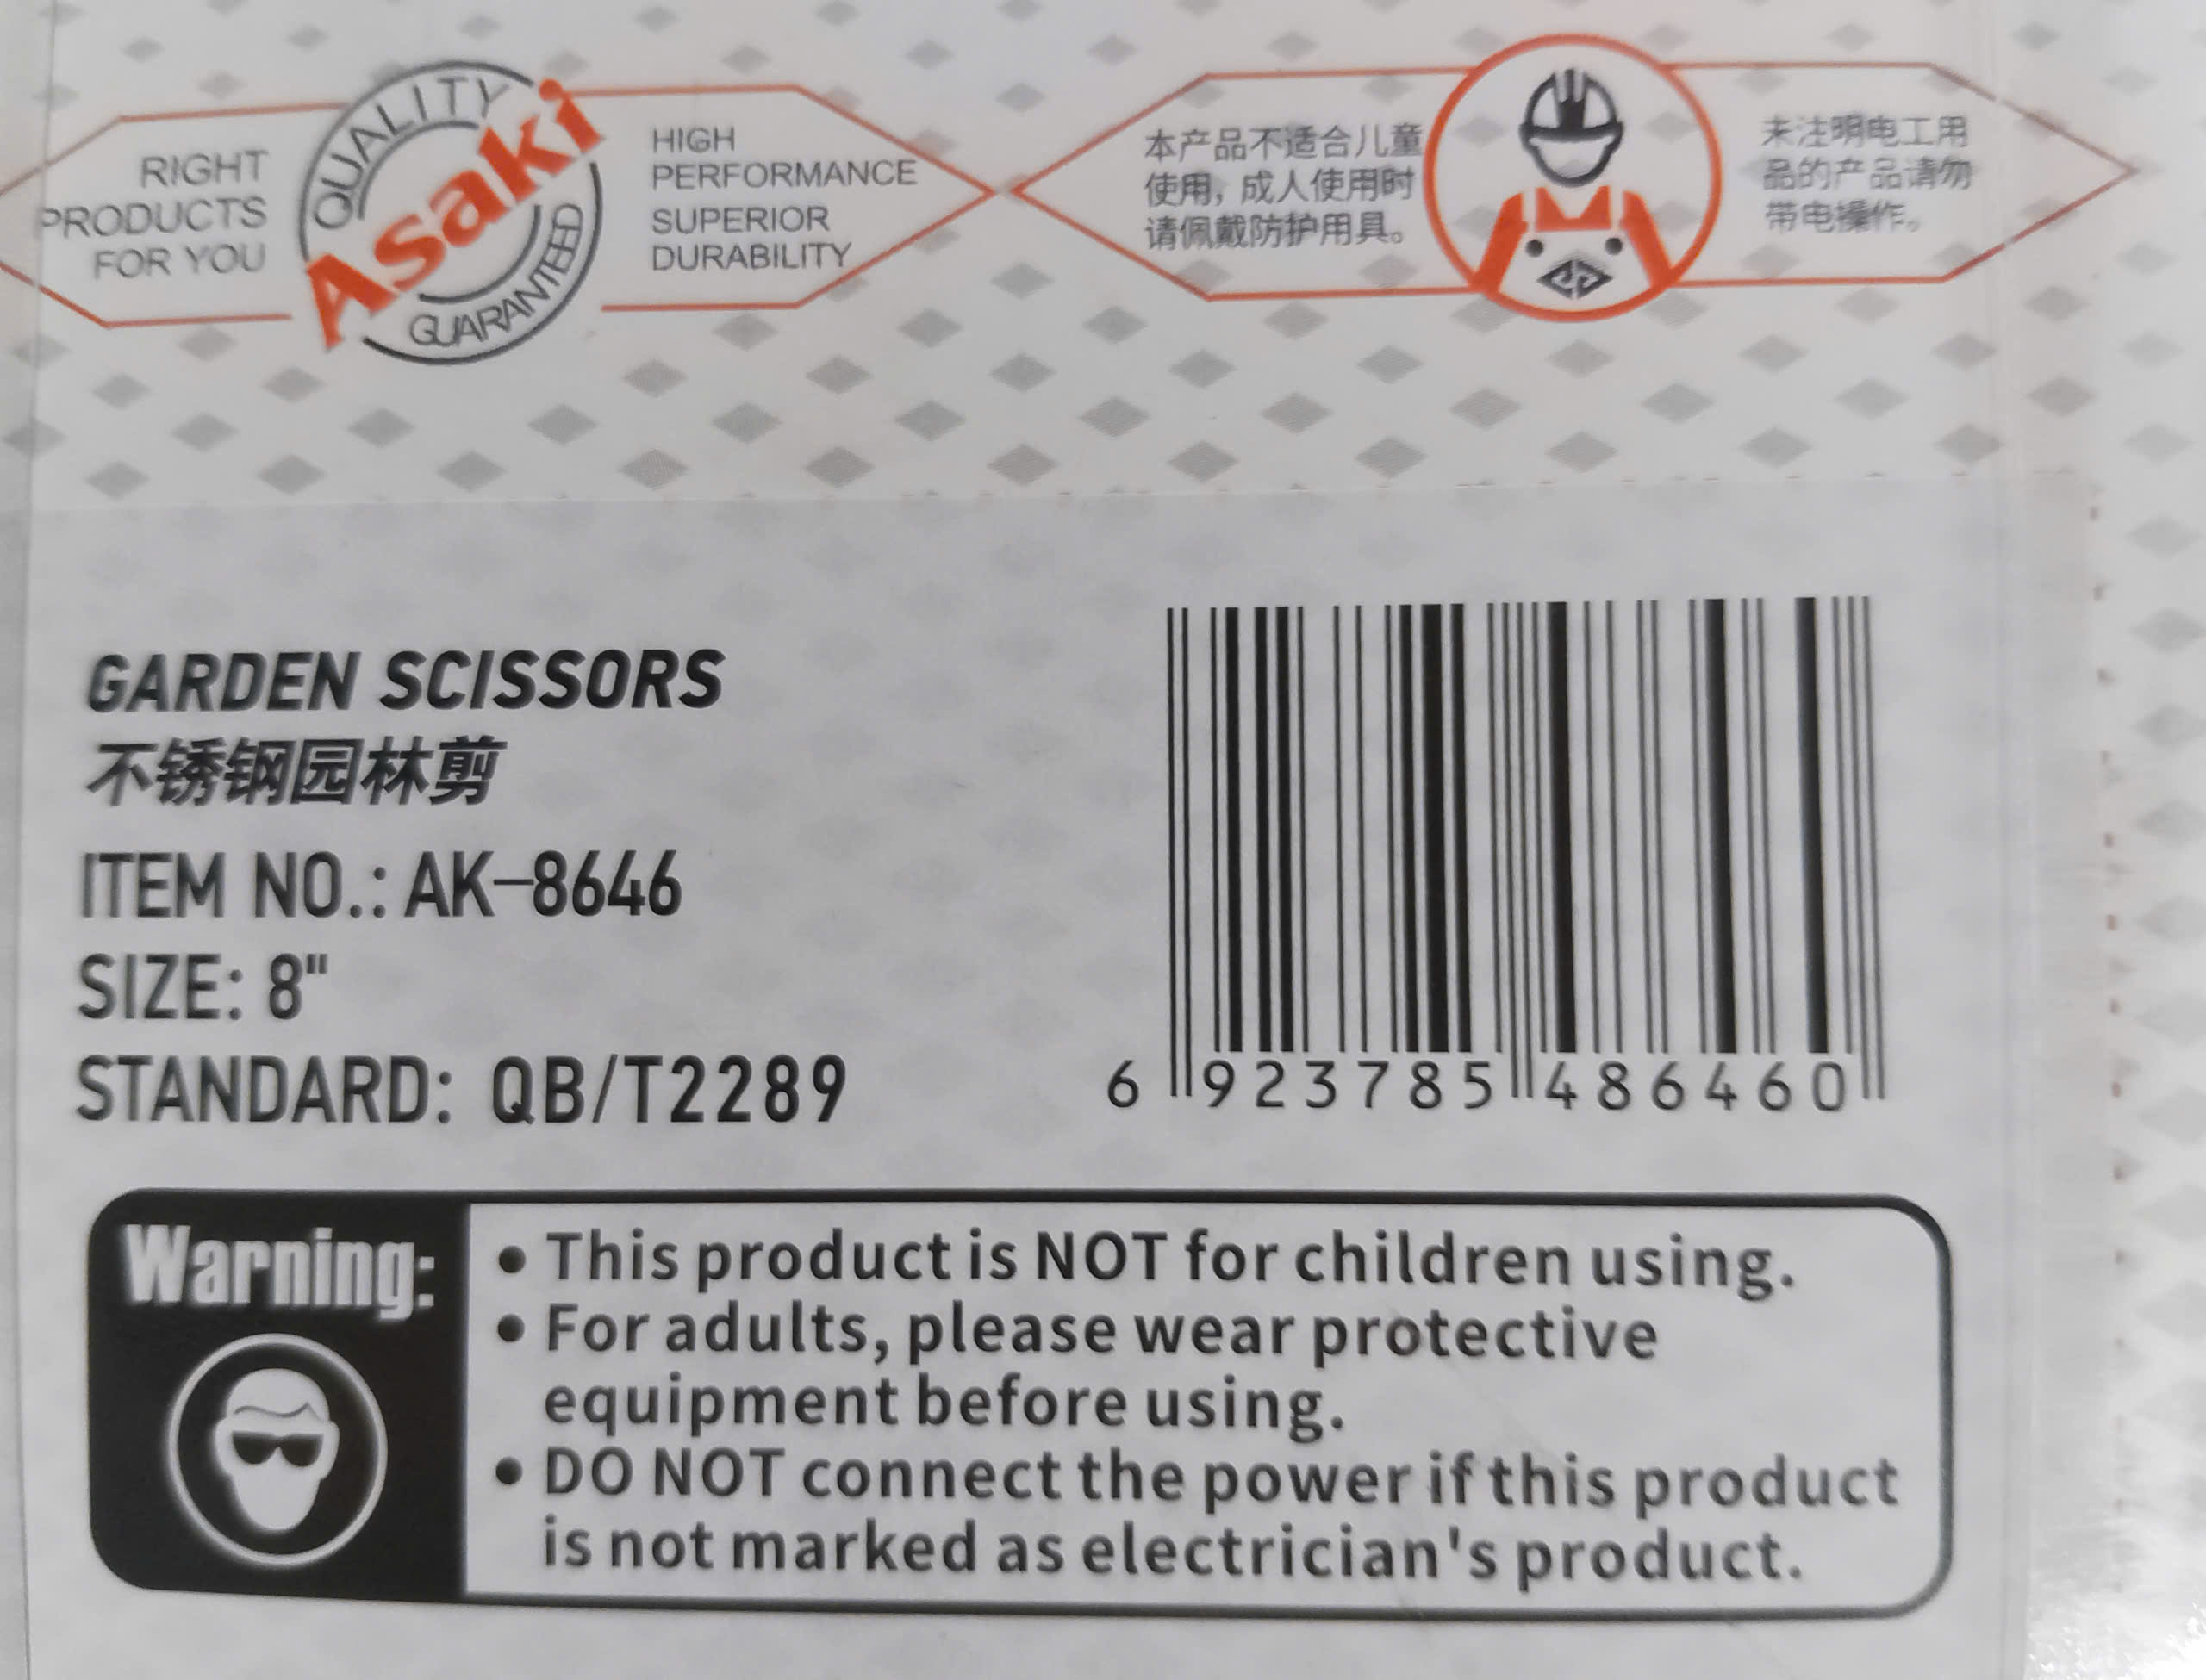 RIGHT
PRODUCTS
FOR YOU
QUALITY
Asaki
GUARANTEED
HIGH
PERFORMANCE
SUPERIOR
DURABILITY
本产品不适合儿童
使用，成人使用时
请佩戴防护用具。
未注明电工用
品的产品请勿
带电操作。
GARDEN SCISSORS
不锈钢园林剪
ITEM NO.: AK-8646
SIZE: 8"
STANDARD: QB/T2289
6 923785 486460
Warning:
• This product is NOT for children using.
• For adults, please wear protective
equipment before using.
• DO NOT connect the power if this product
is not marked as electrician's product.